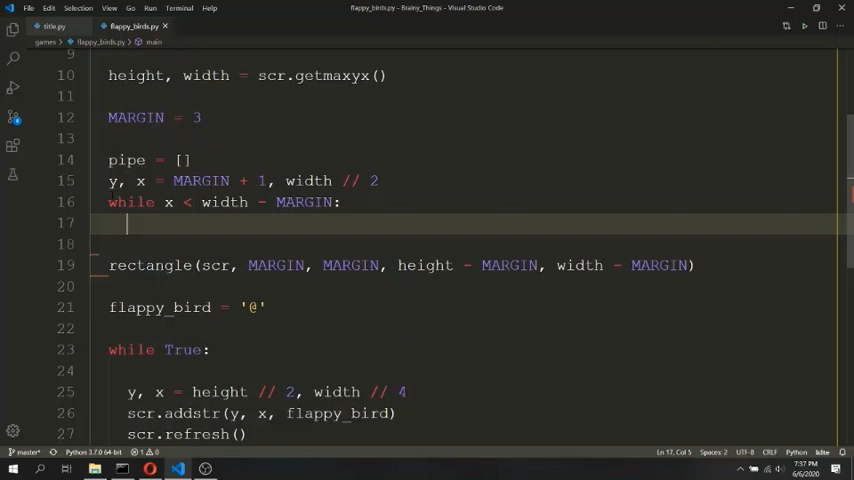 File Edit Selection View Go Run Terminal Help flappy_birds.py - Brainy_Things - Visual Studio Code
title.py flappy_birds.py
games > flappy_birds.py > main
9
10 height, width = scr.getmaxyx()
11
12 MARGIN = 3
13
14 pipe = []
15 y, x = MARGIN + 1, width // 2
16 while x < width - MARGIN:
17
18
19 rectangle(scr, MARGIN, MARGIN, height - MARGIN, width - MARGIN)
20
21 flappy_bird = '@'
22
23 while True:
24
25 y, x = height // 2, width // 4
26 scr.addstr(y, x, flappy_bird)
27 scr.refresh()
master* Python 3.7.0 64-bit 1 0 Ln 17, Col 5 Spaces: 2 UTF-8 CRLF Python kite
7:37 PM
6/6/2020